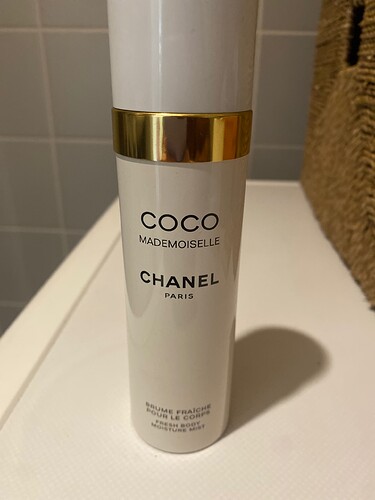 COCO
MADEMOISELLE
CHANEL
PARIS
BRUME FRAÎCHE
POUR LE CORPS
FRESH BODY
MOISTURE MIST